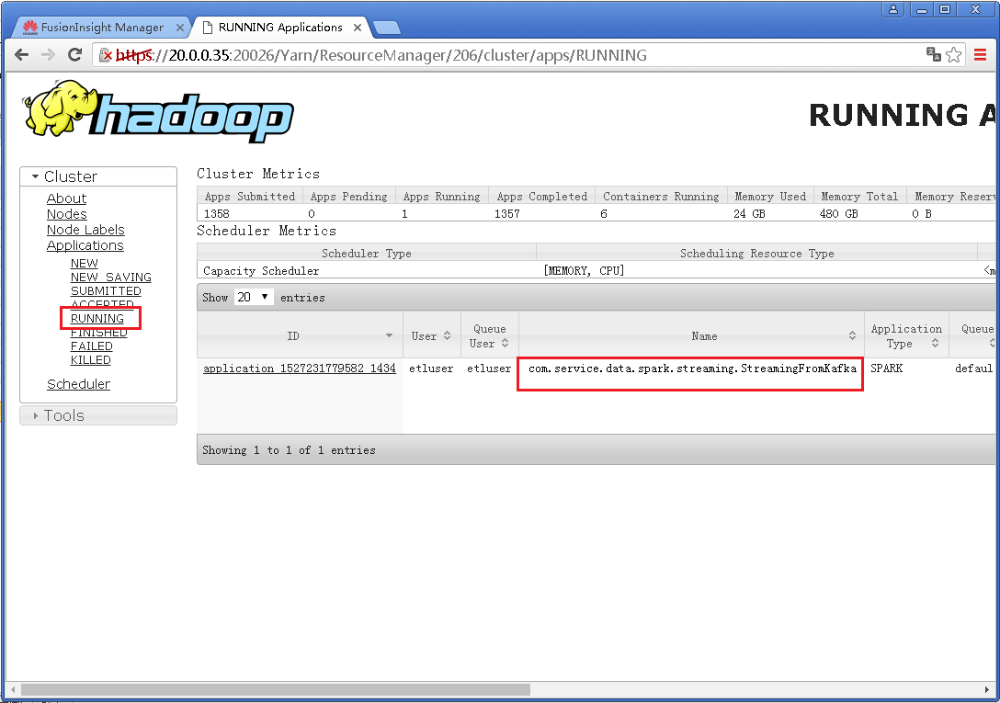 FusionInsight Manager
RUNNING Applications
https://20.0.0.35:20026/Yarn/ResourceManager/206/cluster/apps/RUNNING
hadoop
RUNNING A
Cluster
About
Nodes
Node Labels
Applications
NEW
NEW_SAVING
SUBMITTED
ACCEPTED
RUNNING
FINISHED
FAILED
KILLED
Scheduler
Tools
Cluster Metrics
Apps Submitted Apps Pending Apps Running Apps Completed Containers Running Memory Used Memory Total Memory Reserv
1358 0 1 1357 6 24 GB 480 GB 0 B
Scheduler Metrics
Scheduler Type Scheduling Resource Type
Capacity Scheduler [MEMORY, CPU] <m
Show 20 entries
ID User Queue User Name Application Type Queue
application_1527231779582_1434 etluser etluser com.service.data.spark.streaming.StreamingFromKafka SPARK defaul
Showing 1 to 1 of 1 entries